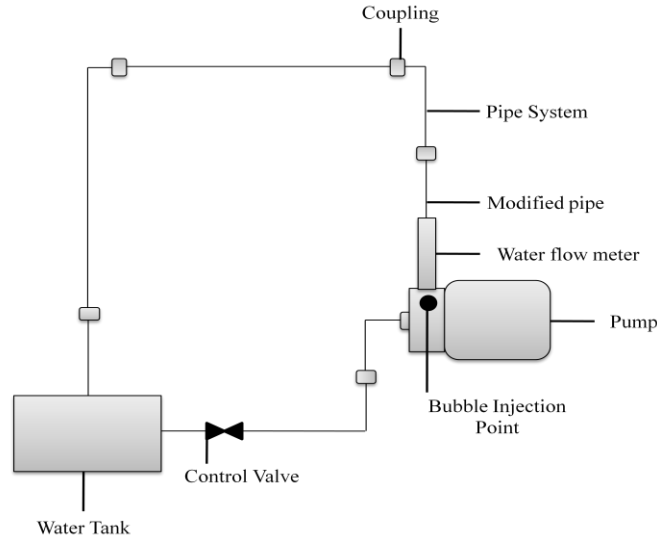 Coupling
Pipe System
Modified pipe
Water flow meter
Pump
Bubble Injection
Point
Control Valve
Water Tank